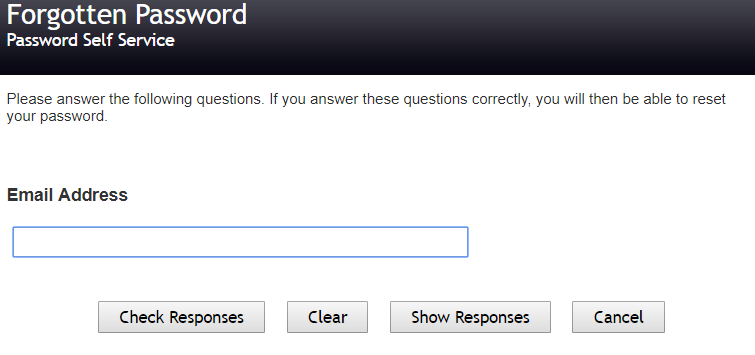 Forgotten Password
Password Self Service
Please answer the following questions. If you answer these questions correctly, you will then be able to reset
your password.
Email Address
Check Responses Clear Show Responses Cancel